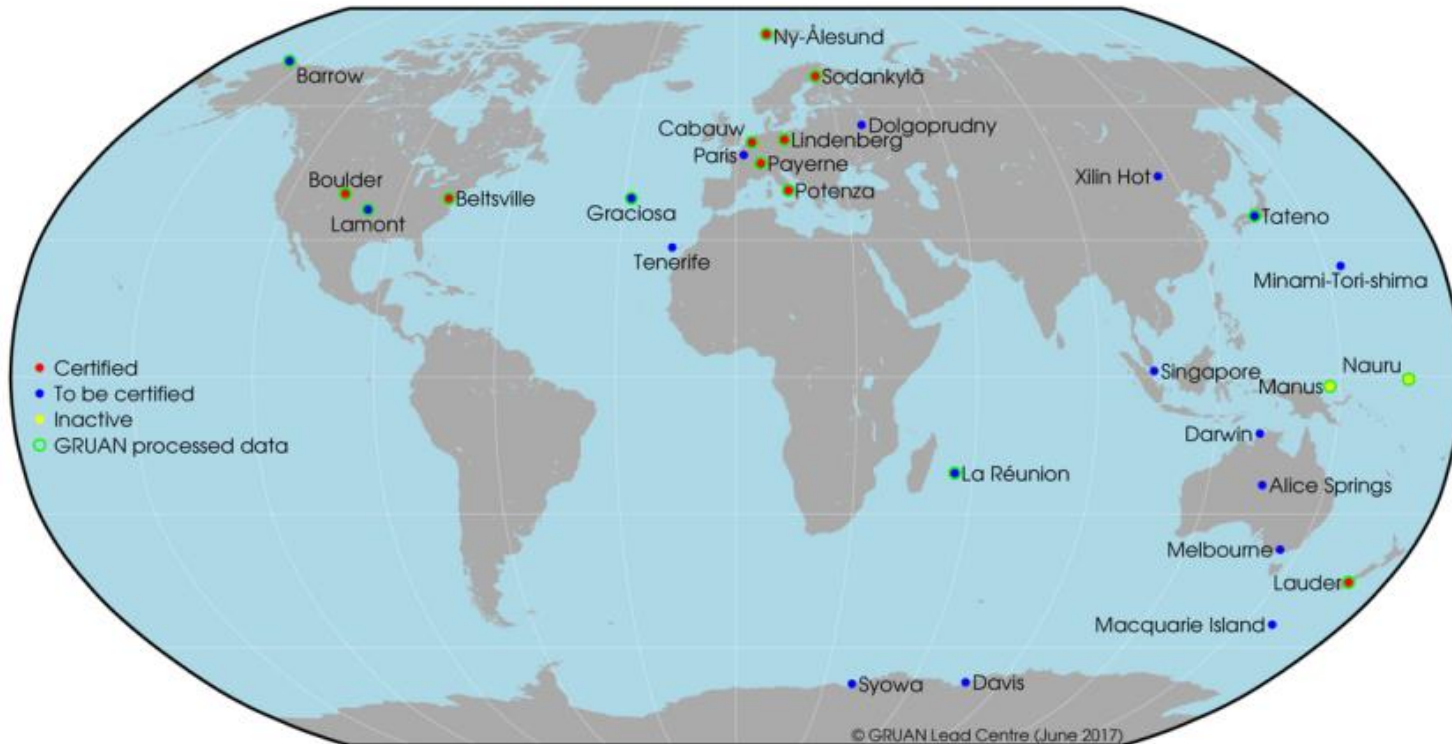 Ny-Ålesund
Barrow
Sodankylä
Dolgoprudny
Cabauw
Lindenberg
Paris
Payerne
Xilin Hot
Boulder
Beltsville
Potenza
Lamont
Graciosa
Tateno
Tenerife
Minami-Tori-shima
Certified
To be certified
Inactive
GRUAN processed data
Singapore
Nauru
Manus
Darwin
La Réunion
Alice Springs
Melbourne
Lauder
Macquarie Island
Syowa
Davis
© GRUAN Lead Centre (June 2017)